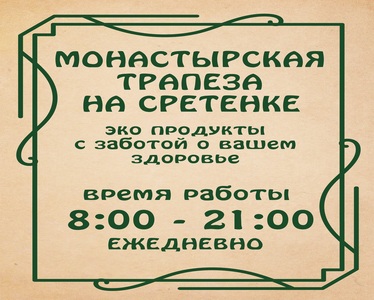 МОНАСТЫРСКАЯ
ТРАПЕЗА
НА СРЕТЕНКЕ
ЭКО ПРОДУКТЫ
С ЗАБОТОЙ О ВАШЕМ
ЗДОРОВЬЕ
ВРЕМЯ РАБОТЫ
8:00 - 21:00
ЕЖЕДНЕВНО